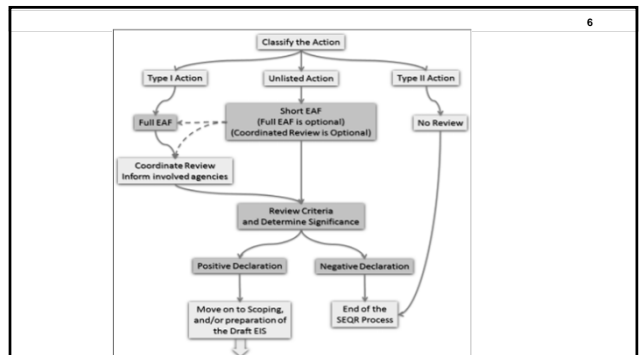 6
Classify the Action
Type I Action
Unlisted Action
Type II Action
Full EAF
Short EAF
(Full EAF is optional)
(Coordinated Review is Optional)
No Review
Coordinate Review
Inform involved agencies
Review Criteria
and Determine Significance
Positive Declaration
Negative Declaration
Move on to Scoping,
and/or preparation of
the Draft EIS
End of the
SEQR Process